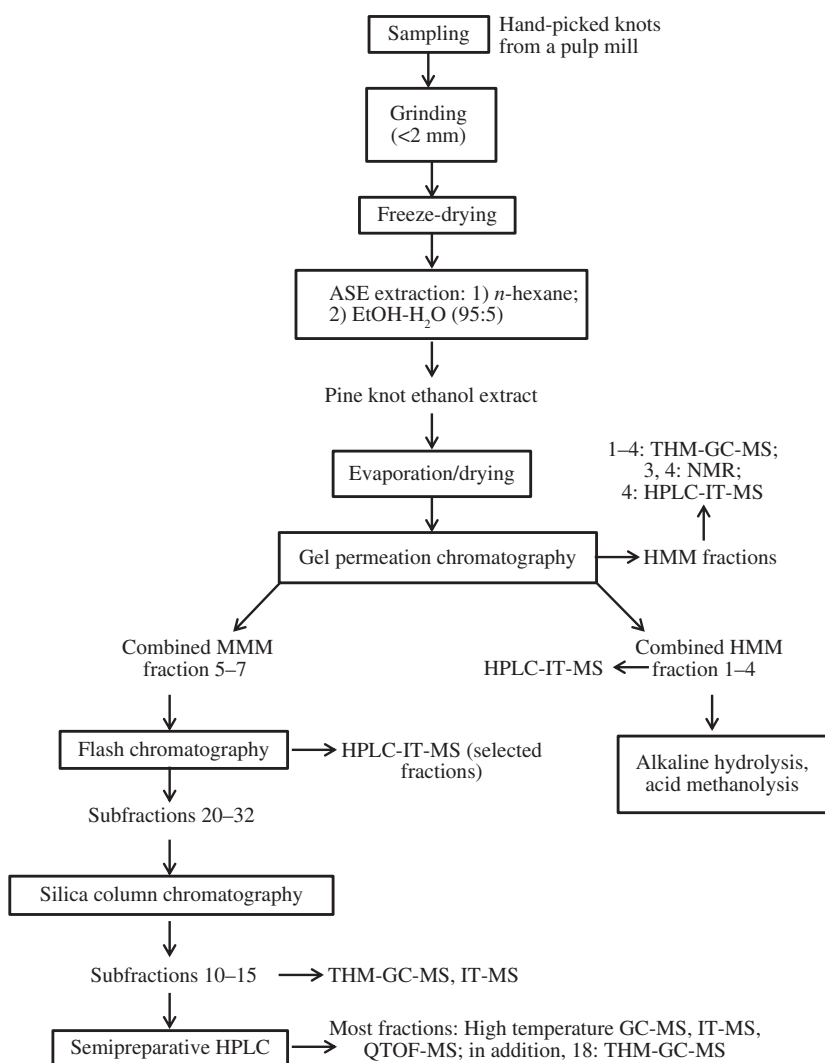 Sampling
Hand-picked knots
from a pulp mill
Grinding
(<2 mm)
Freeze-drying
ASE extraction: 1) n-hexane;
2) EtOH-H₂O (95:5)
Pine knot ethanol extract
Evaporation/drying
1–4: THM-GC-MS;
3, 4: NMR;
4: HPLC-IT-MS
Gel permeation chromatography
HMM fractions
Combined MMM
fraction 5–7
Combined HMM
fraction 1–4
HPLC-IT-MS
Flash chromatography
HPLC-IT-MS (selected
fractions)
Alkaline hydrolysis,
acid methanolysis
Subfractions 20–32
Silica column chromatography
Subfractions 10–15
THM-GC-MS, IT-MS
Semipreparative HPLC
Most fractions: High temperature GC-MS, IT-MS,
QTOF-MS; in addition, 18: THM-GC-MS